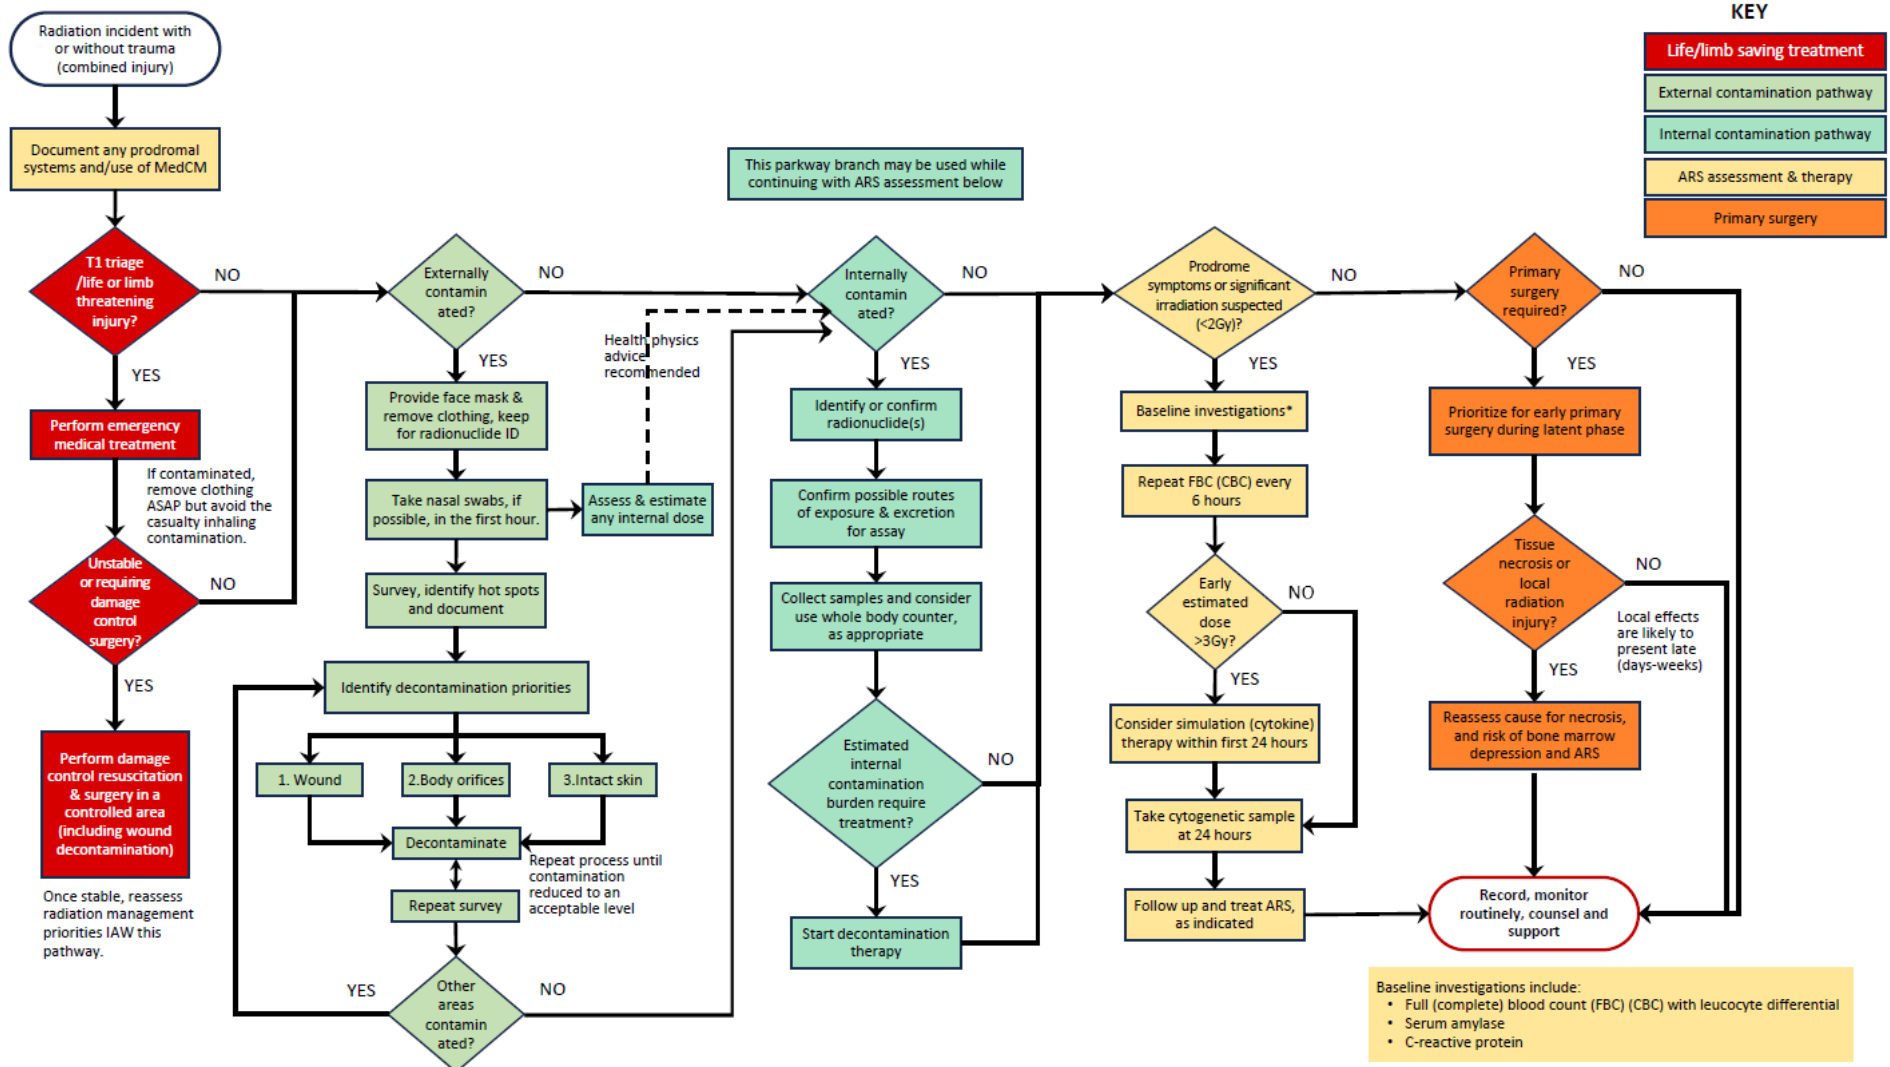 Radiation incident with
or without trauma
(combined injury)
Document any prodromal
systems and/use of MedCM
T1 triage
/life or limb
threatening
injury?
NO
YES
Perform emergency
medical treatment
If contaminated,
remove clothing
ASAP but avoid the
casualty inhaling
contamination.
Unstable
or requiring
damage
control
surgery?
NO
YES
Perform damage
control resuscitation
& surgery in a
controlled area
(including wound
decontamination)
Once stable, reassess
radiation management
priorities IAW this
pathway.
Externally
contamin
ated?
NO
YES
Provide face mask &
remove clothing, keep
for radionuclide ID
Take nasal swabs, if
possible, in the first hour.
Assess & estimate
any internal dose
Health physics
advice
recommended
Survey, identify hot spots
and document
Identify decontamination priorities
1. Wound
2.Body orifices
3.Intact skin
Decontaminate
Repeat process until
contamination
reduced to an
acceptable level
Repeat survey
Other
areas
contamin
ated?
YES
NO
This parkway branch may be used while
continuing with ARS assessment below
Internally
contamin
ated?
NO
YES
Identify or confirm
radionuclide(s)
Confirm possible routes
of exposure & excretion
for assay
Collect samples and consider
use whole body counter,
as appropriate
Estimated
internal
contamination
burden require
treatment?
NO
YES
Start decontamination
therapy
Prodrome
symptoms or significant
irradiation suspected
(<2Gy)?
NO
YES
Baseline investigations*
Repeat FBC (CBC) every
6 hours
Early
estimated
dose
>3Gy?
NO
YES
Consider simulation (cytokine)
therapy within first 24 hours
Take cytogenetic sample
at 24 hours
Follow up and treat ARS,
as indicated
Primary
surgery
required?
NO
YES
Prioritize for early primary
surgery during latent phase
Tissue
necrosis or
local
radiation
injury?
NO
YES
Local effects
are likely to
present late
(days-weeks)
Reassess cause for necrosis,
and risk of bone marrow
depression and ARS
Record, monitor
routinely, counsel and
support
KEY
Life/limb saving treatment
External contamination pathway
Internal contamination pathway
ARS assessment & therapy
Primary surgery
Baseline investigations include:
• Full (complete) blood count (FBC) (CBC) with leucocyte differential
• Serum amylase
• C-reactive protein